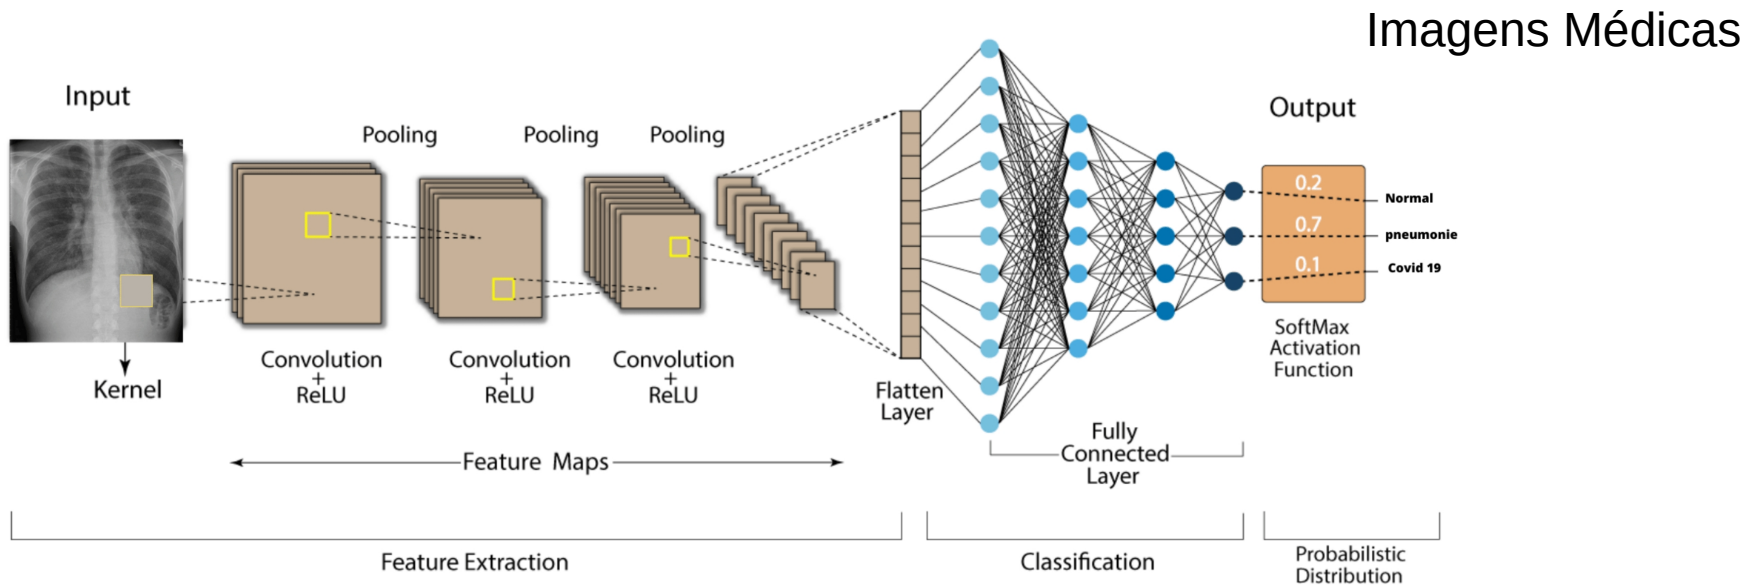 Imagens Médicas
Input
Output
Pooling
Pooling
Pooling
0.2
Normal
0.7
pneumonie
0.1
Covid 19
Kernel
Convolution
+
ReLU
Convolution
+
ReLU
Convolution
+
ReLU
Flatten
Layer
SoftMax
Activation
Function
Feature Maps
Fully
Connected
Layer
Feature Extraction
Classification
Probabilistic
Distribution